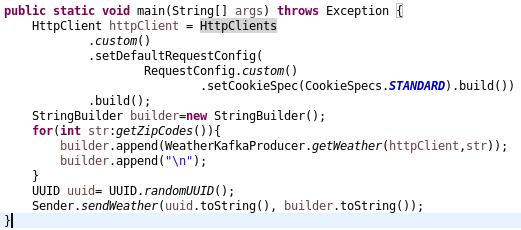 public static void main(String[] args) throws Exception {
    HttpClient httpClient = HttpClients
            .custom()
            .setDefaultRequestConfig(
                    RequestConfig.custom()
                            .setCookieSpec(CookieSpecs.STANDARD).build())
            .build();
    StringBuilder builder=new StringBuilder();
    for(int str:getZipCodes()){
        builder.append(WeatherKafkaProducer.getWeather(httpClient,str));
        builder.append("\n");
    }
    UUID uuid= UUID.randomUUID();
    Sender.sendWeather(uuid.toString(), builder.toString());
}